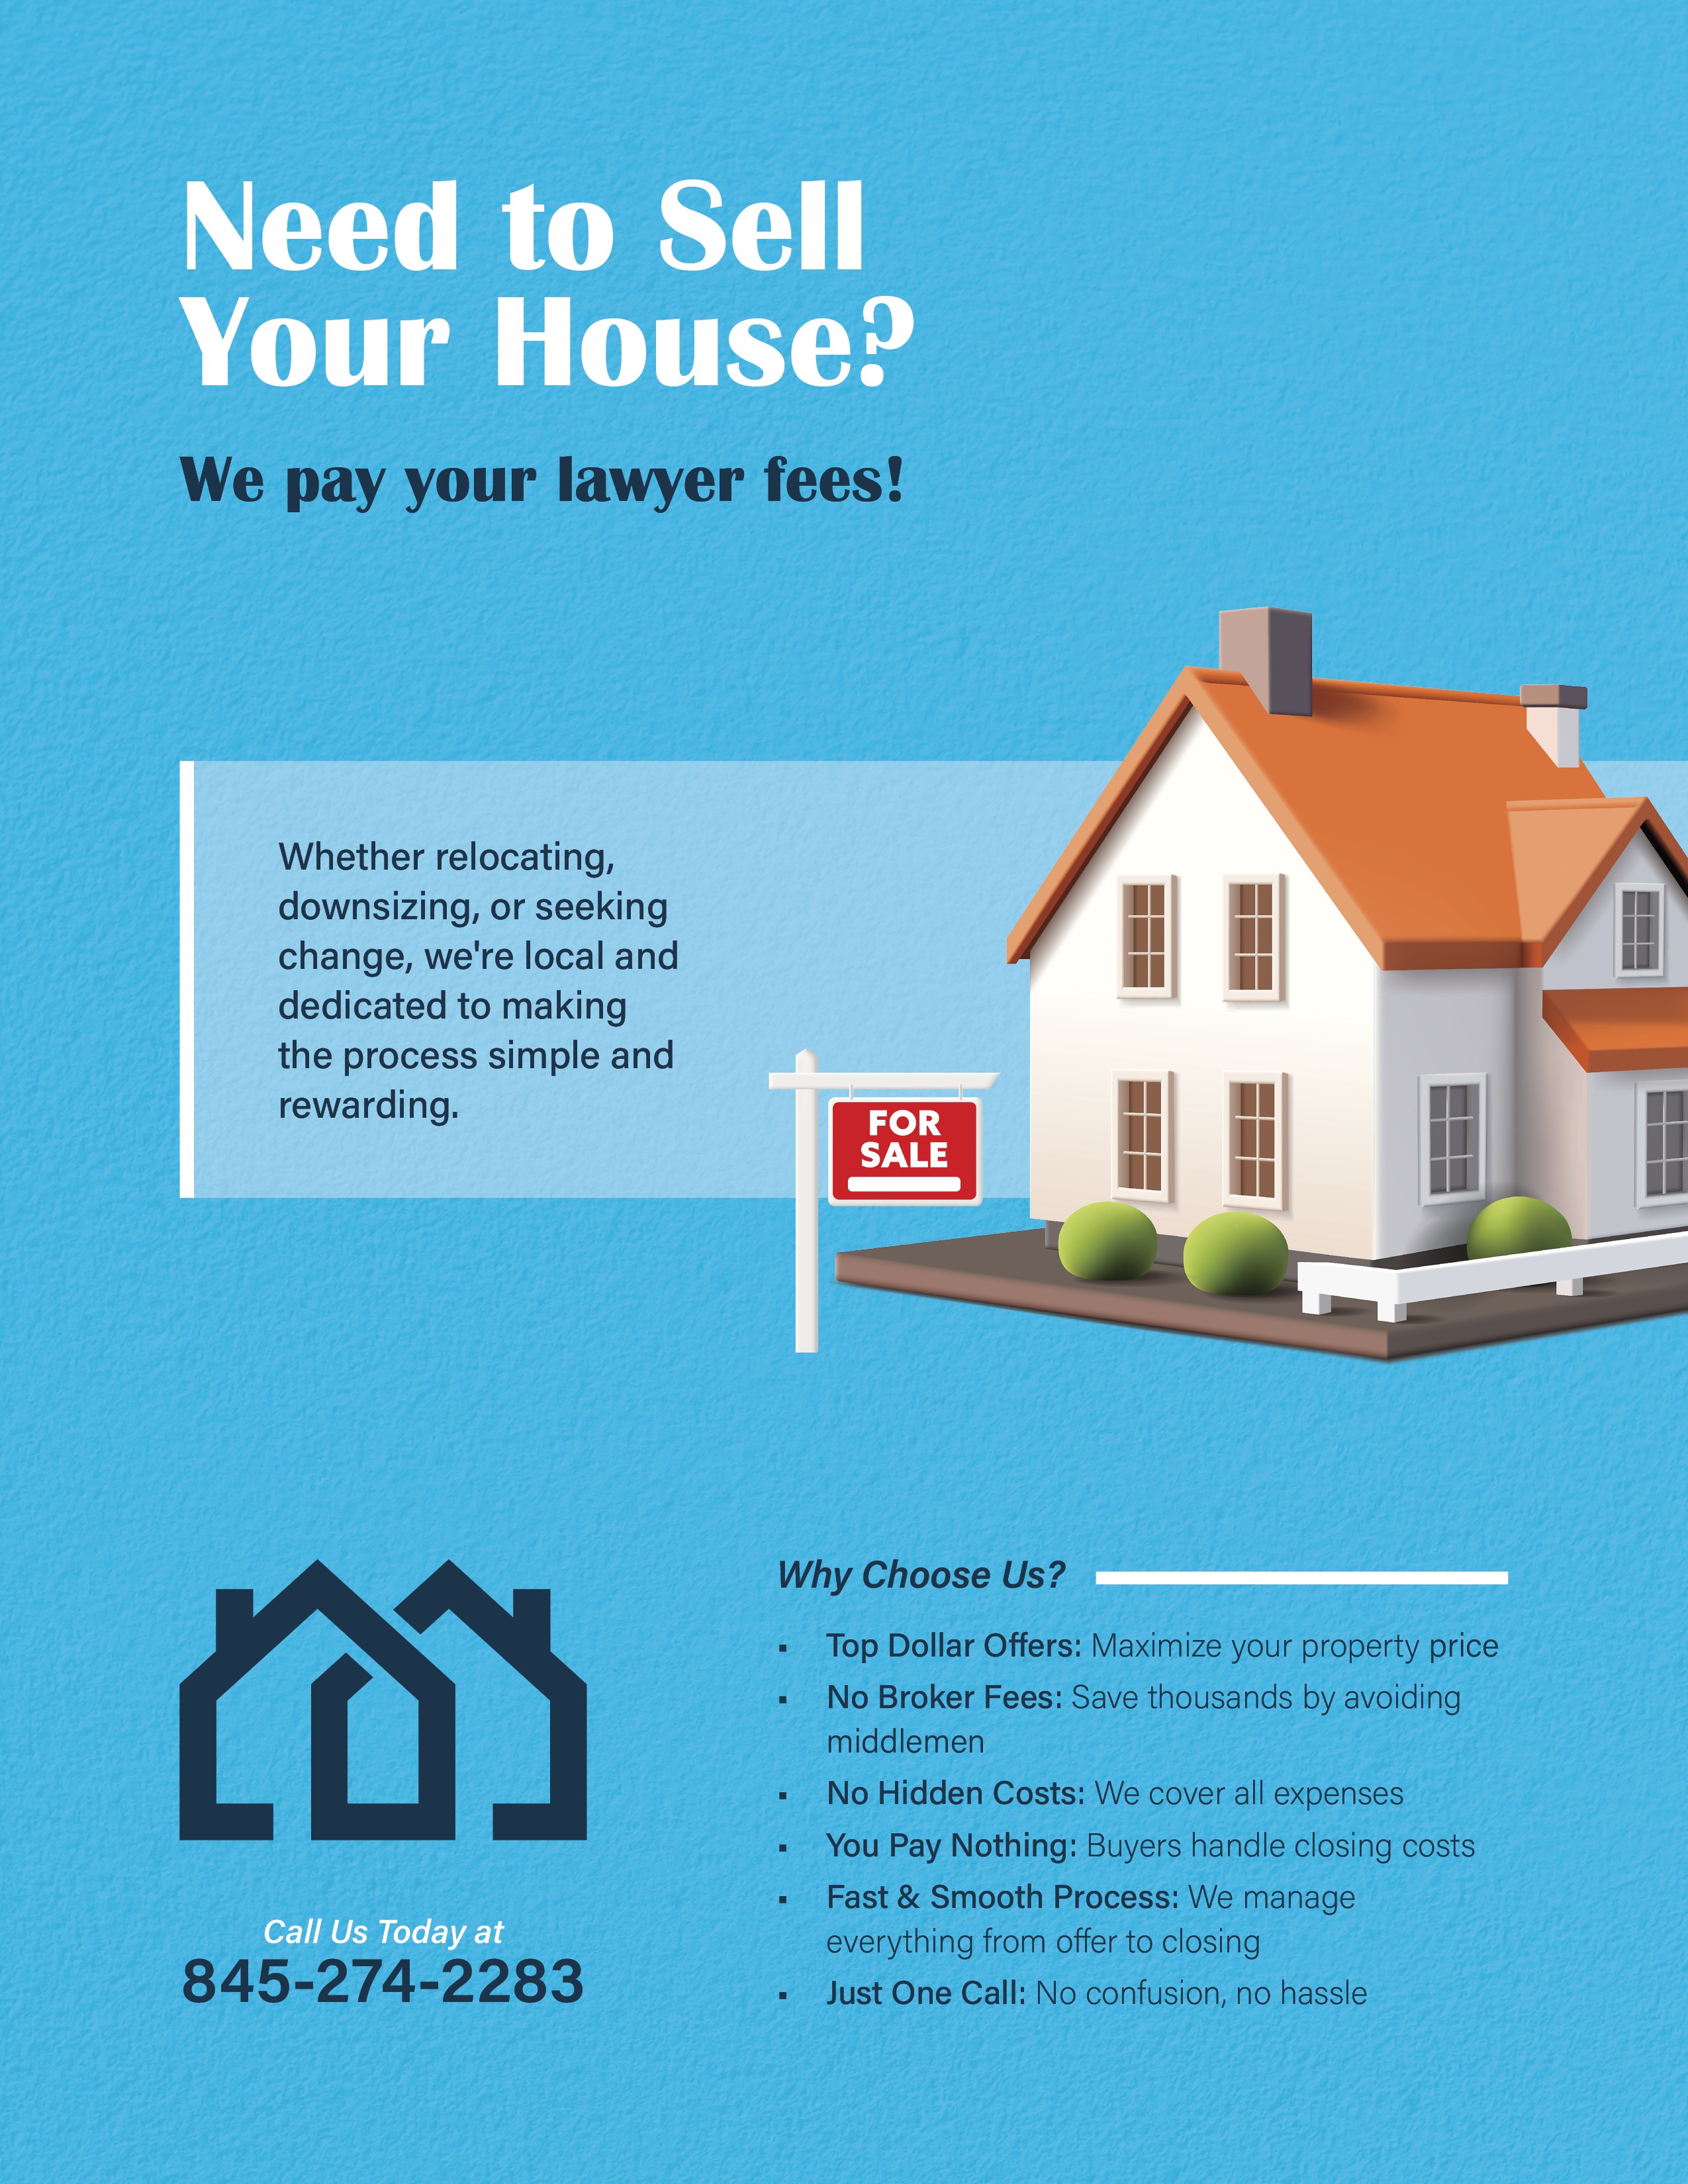 Need to Sell
Your House?
We pay your lawyer fees!
Whether relocating,
downsizing, or seeking
change, we're local and
dedicated to making
the process simple and
rewarding.
FOR
SALE
Call Us Today at
845-274-2283
Why Choose Us?
▪ Top Dollar Offers: Maximize your property price
▪ No Broker Fees: Save thousands by avoiding
middlemen
▪ No Hidden Costs: We cover all expenses
▪ You Pay Nothing: Buyers handle closing costs
▪ Fast & Smooth Process: We manage
everything from offer to closing
▪ Just One Call: No confusion, no hassle